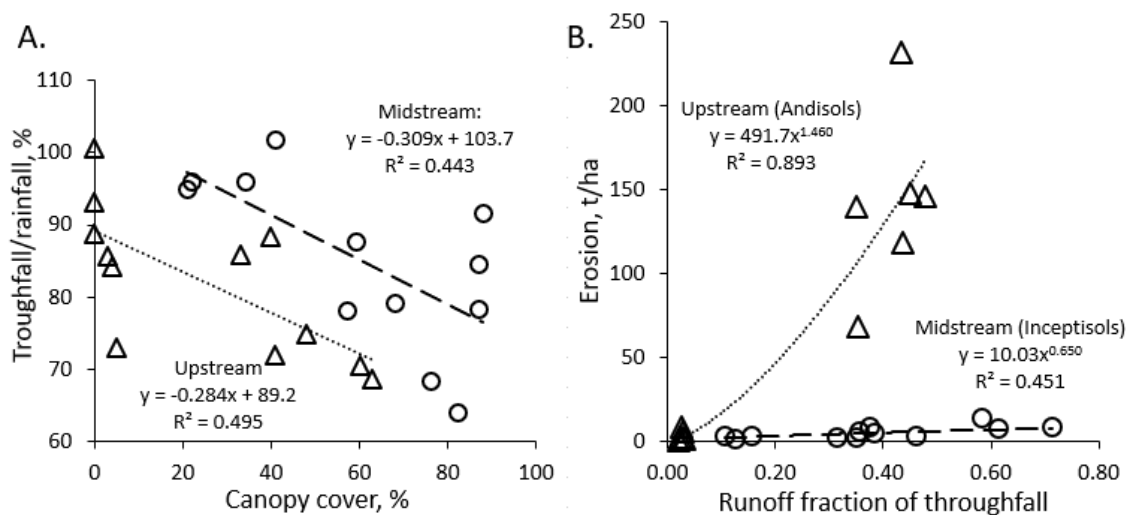 A.
Troughfall/rainfall, %
110
100
90
80
70
60
0
20
40
60
80
100
Canopy cover, %
Midstream:
y = -0.309x + 103.7
R² = 0.443
Upstream
y = -0.284x + 89.2
R² = 0.495
B.
Erosion, t/ha
250
200
150
100
50
0
0.00
0.20
0.40
0.60
0.80
Runoff fraction of throughfall
Upstream (Andisols)
y = 491.7x^1.460
R² = 0.893
Midstream (Inceptisols)
y = 10.03x^0.650
R² = 0.451